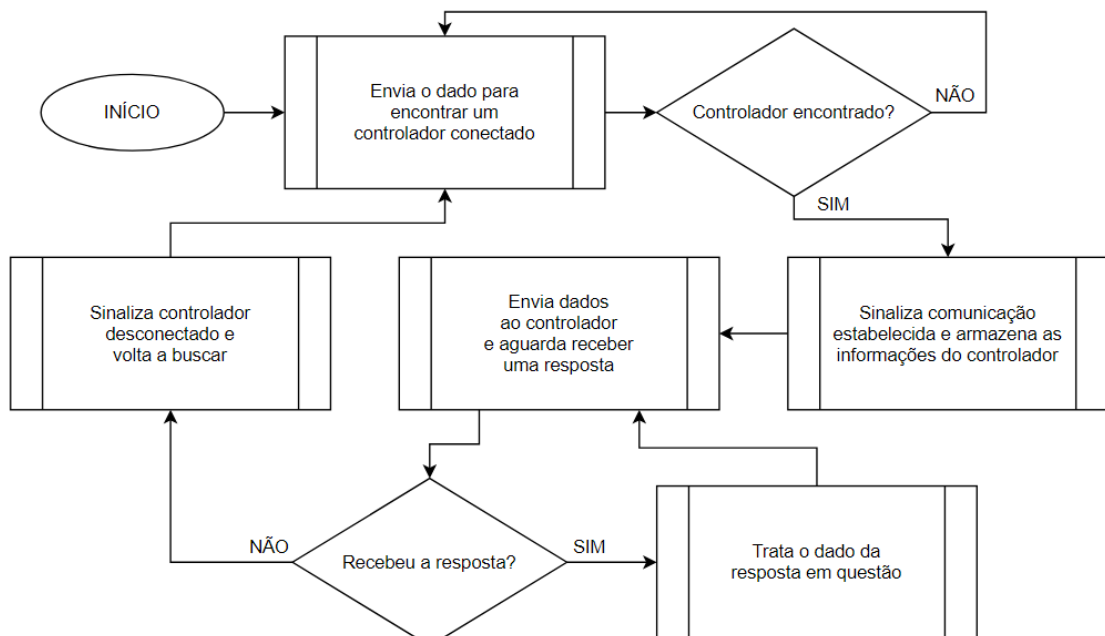 INÍCIO
Envia o dado para
encontrar um
controlador conectado
Controlador encontrado?
NÃO
SIM
Sinaliza controlador
desconectado e
volta a buscar
Envia dados
ao controlador
e aguarda receber
uma resposta
Sinaliza comunicação
estabelecida e armazena as
informações do controlador
NÃO
Recebeu a resposta?
SIM
Trata o dado da
resposta em questão